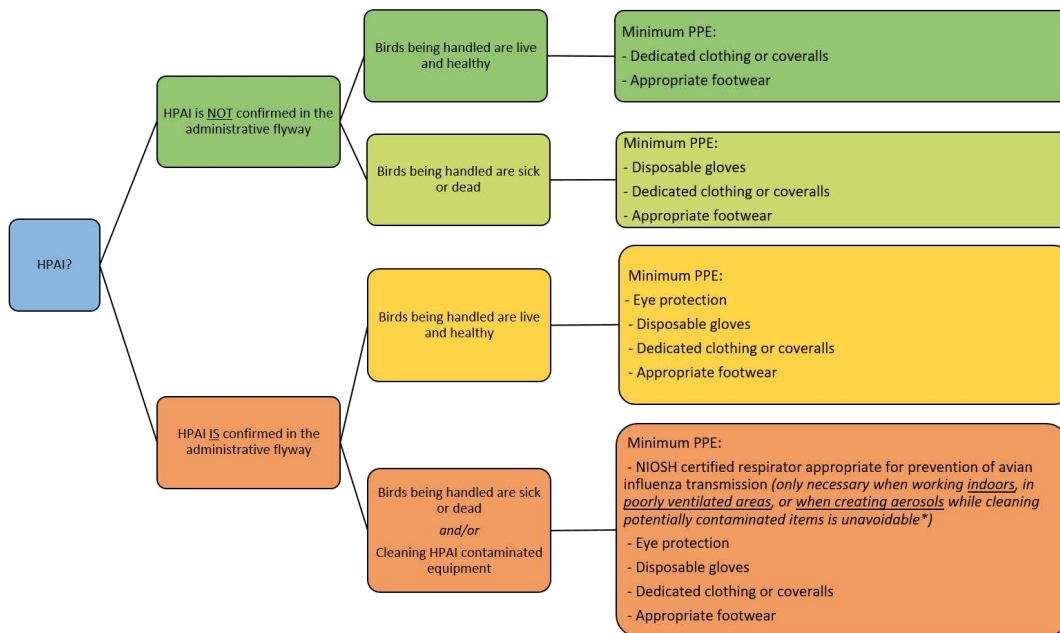 HPAI?
HPAI is NOT confirmed in the
administrative flyway
Birds being handled are live
and healthy
Minimum PPE:
- Dedicated clothing or coveralls
- Appropriate footwear
Birds being handled are sick
or dead
Minimum PPE:
- Disposable gloves
- Dedicated clothing or coveralls
- Appropriate footwear
HPAI IS confirmed in the
administrative flyway
Birds being handled are live
and healthy
Minimum PPE:
- Eye protection
- Disposable gloves
- Dedicated clothing or coveralls
- Appropriate footwear
Birds being handled are sick
or dead
and/or
Cleaning HPAI contaminated
equipment
Minimum PPE:
- NIOSH certified respirator appropriate for prevention of avian
influenza transmission (only necessary when working indoors, in
poorly ventilated areas, or when creating aerosols while cleaning
potentially contaminated items is unavoidable*)
- Eye protection
- Disposable gloves
- Dedicated clothing or coveralls
- Appropriate footwear